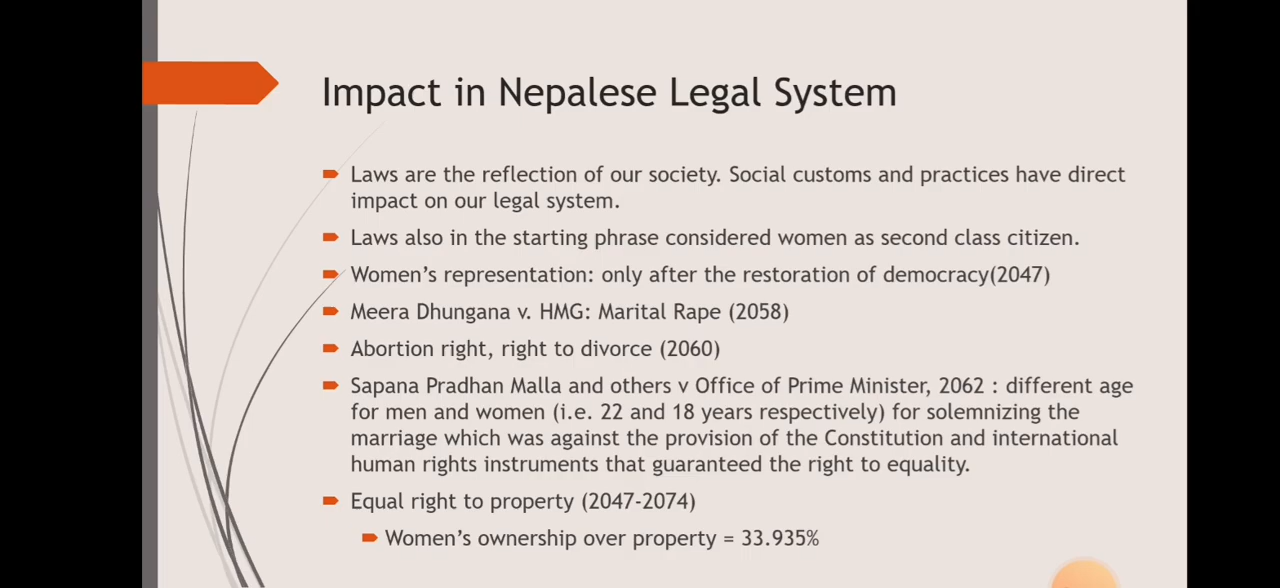 Impact in Nepalese Legal System
Laws are the reflection of our society. Social customs and practices have direct
impact on our legal system.
Laws also in the starting phrase considered women as second class citizen.
Women's representation: only after the restoration of democracy(2047)
Meera Dhungana v. HMG: Marital Rape (2058)
Abortion right, right to divorce (2060)
Sapana Pradhan Malla and others v Office of Prime Minister, 2062 : different age
for men and women (i.e. 22 and 18 years respectively) for solemnizing the
marriage which was against the provision of the Constitution and international
human rights instruments that guaranteed the right to equality.
Equal right to property (2047-2074)
Women's ownership over property = 33.935%